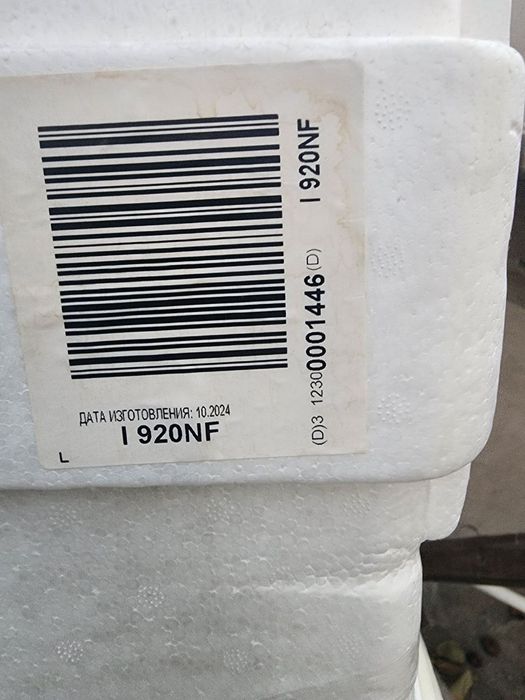 I 920NF
(D)3 12300001446 (D)
ДАТА ИЗГОТОВЛЕНИЯ: 10.2024
I 920NF
L